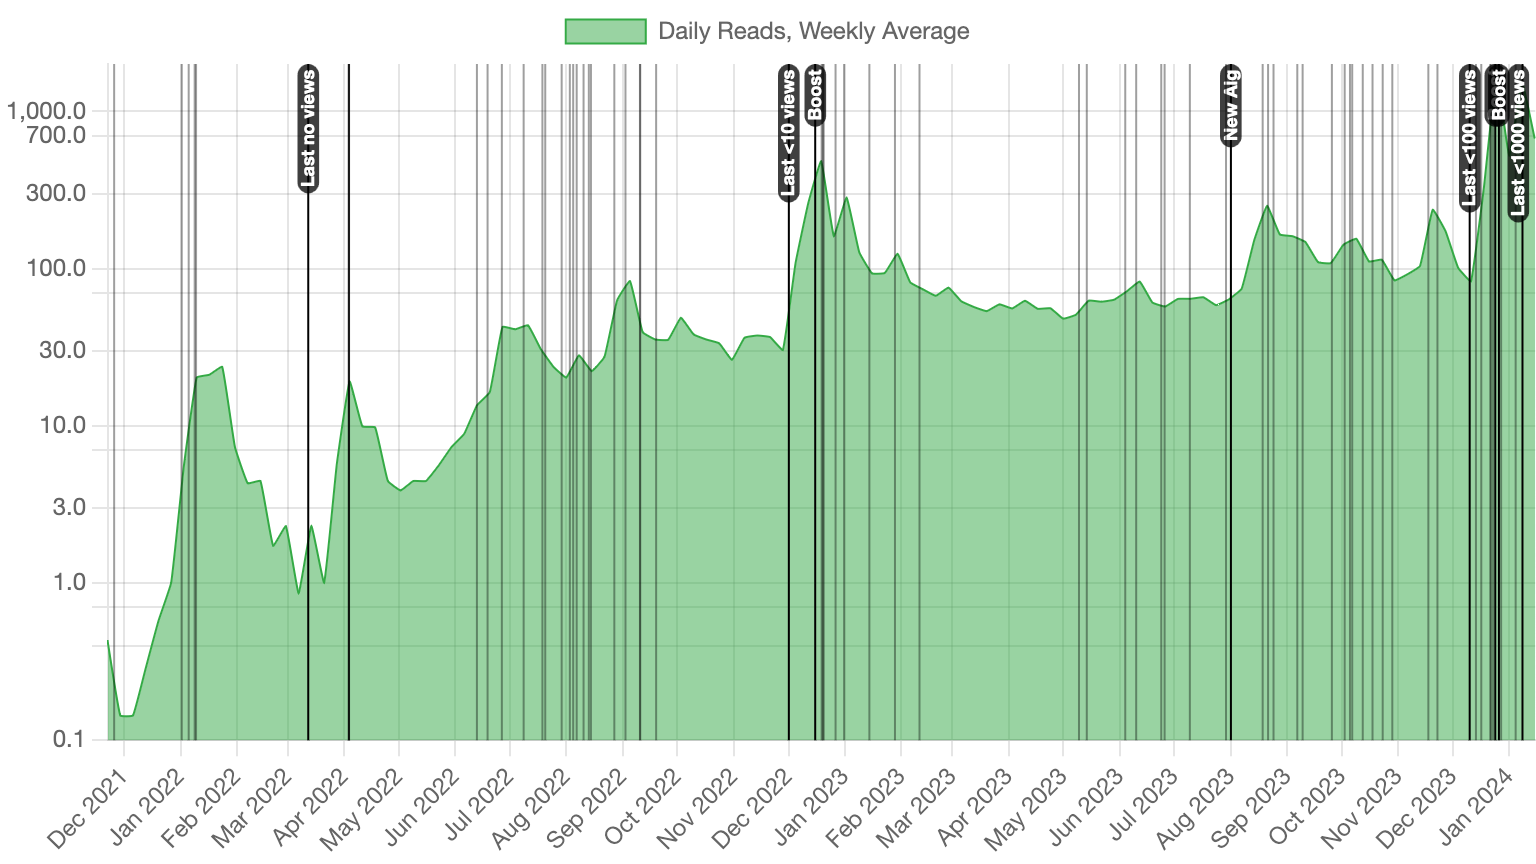 Daily Reads, Weekly Average
1,000.0
700.0
300.0
100.0
30.0
10.0
3.0
1.0
0.1
Last no views
Last <10 views
Boost
New Aig
Last <100 views
Boost
Last <1000 views
Dec 2021
Jan 2022
Feb 2022
Mar 2022
Apr 2022
May 2022
Jun 2022
Jul 2022
Aug 2022
Sep 2022
Oct 2022
Nov 2022
Dec 2022
Jan 2023
Feb 2023
Mar 2023
Apr 2023
May 2023
Jun 2023
Jul 2023
Aug 2023
Sep 2023
Oct 2023
Nov 2023
Dec 2023
Jan 2024